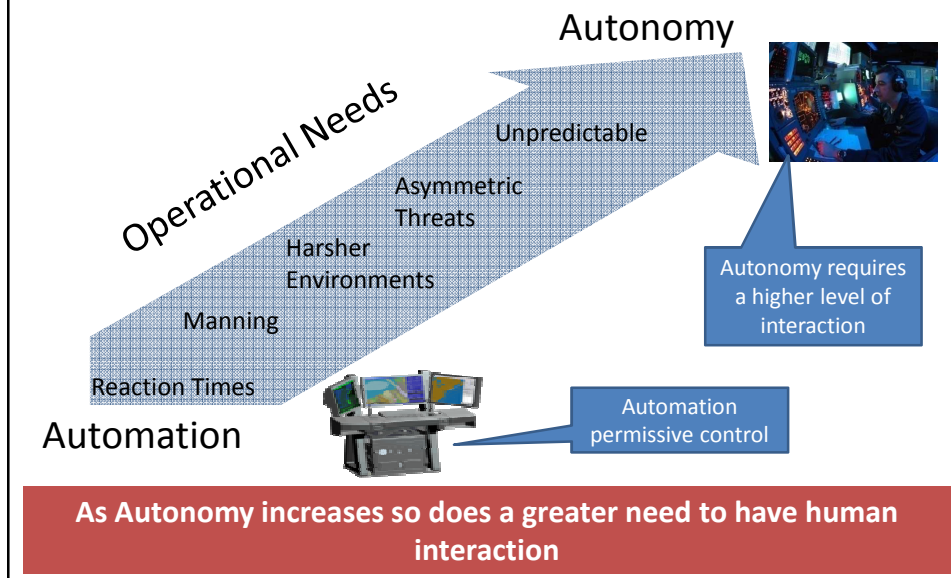 Autonomy
Operational Needs
Unpredictable
Asymmetric
Threats
Harsher
Environments
Manning
Reaction Times
Automation
Autonomy requires
a higher level of
interaction
Automation
permissive control
As Autonomy increases so does a greater need to have human
interaction